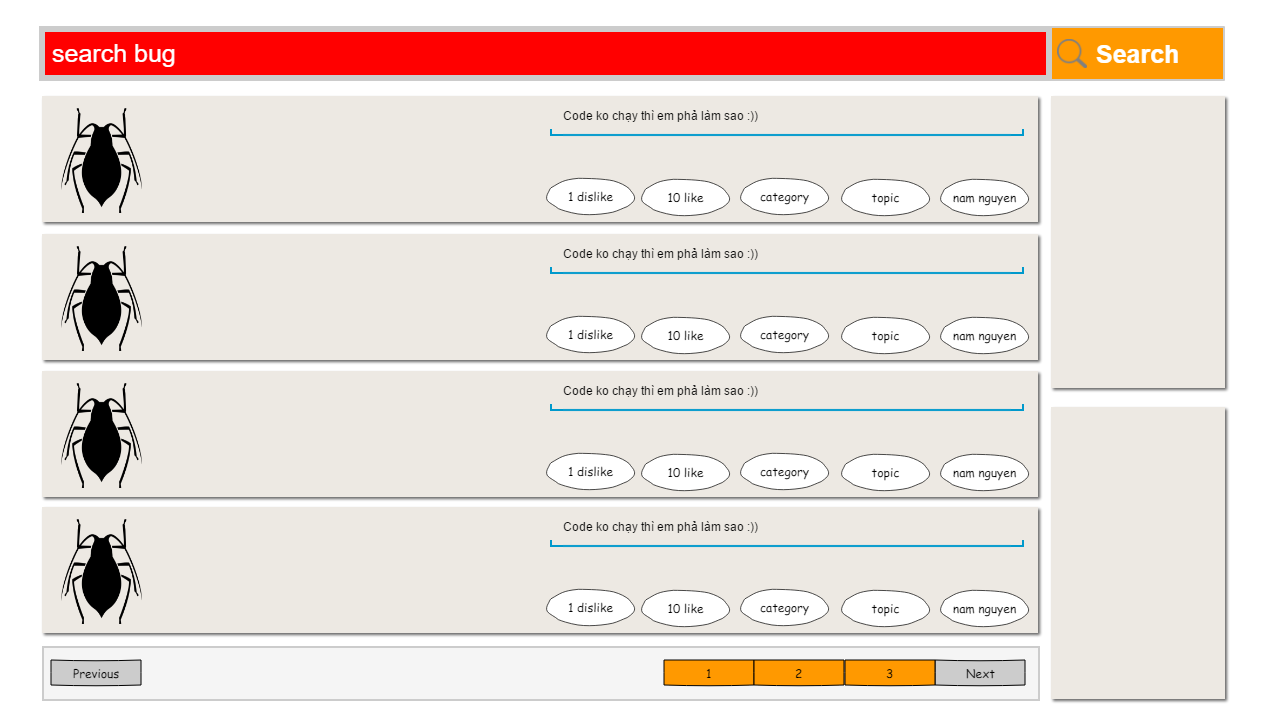 search bug
Search
Code ko chạy thì em phả làm sao :))
1 dislike 10 like category topic nam nguyen
Code ko chạy thì em phả làm sao :))
1 dislike 10 like category topic nam nguyen
Code ko chạy thì em phả làm sao :))
1 dislike 10 like category topic nam nguyen
Code ko chạy thì em phả làm sao :))
1 dislike 10 like category topic nam nguyen
Previous 1 2 3 Next